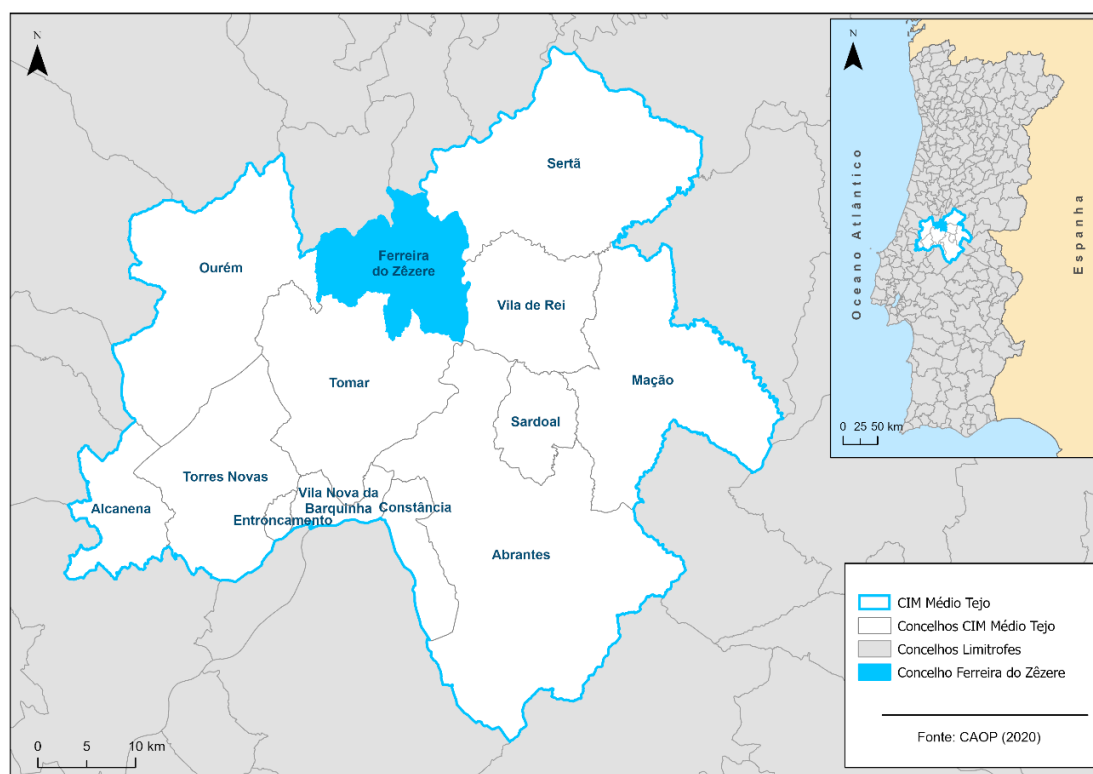 N
Sertã
Ferreira
do Zêzere
Ourém
Vila de Rei
Tomar
Mação
Sardoal
Torres Novas
Vila Nova da
Barquinha
Alcanena
Entroncamento
Constância
Abrantes
0 5 10 km
N
Oceano Atlântico
Espanha
0 25 50 km
CIM Médio Tejo
Concelhos CIM Médio Tejo
Concelhos Limitrofes
Concelho Ferreira do Zêzere
Fonte: CAOP (2020)